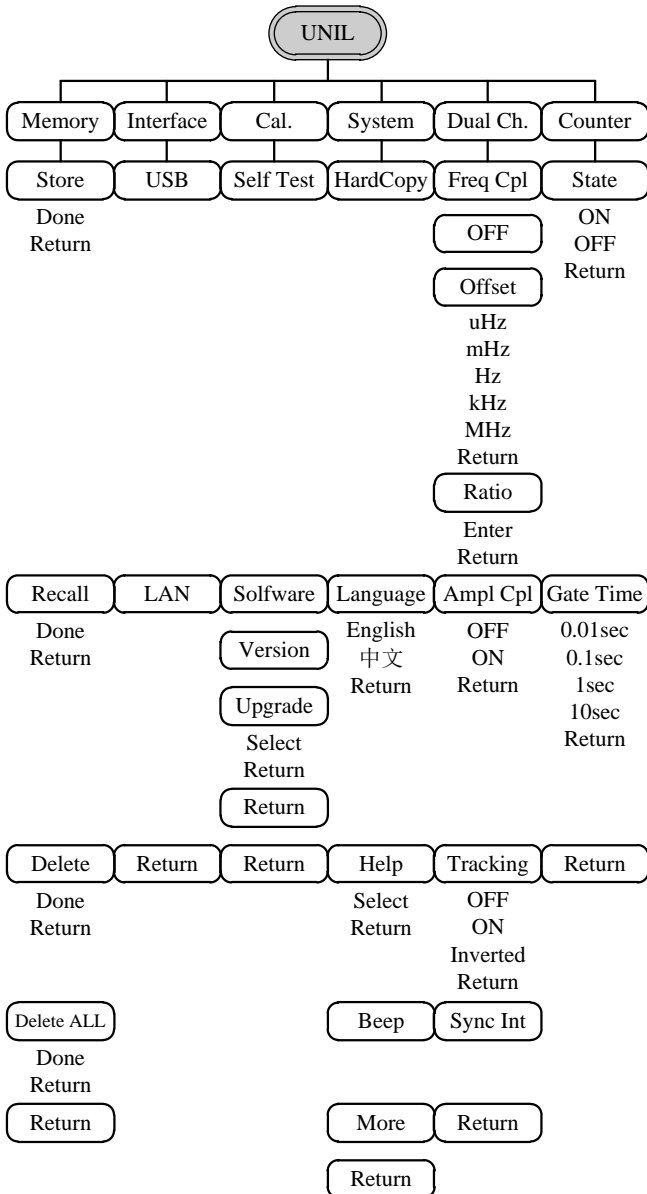 UNIL
Memory Interface Cal. System Dual Ch. Counter
Store USB Self Test HardCopy Freq Cpl State
Done ON
Return OFF OFF
Offset Return
uHz
mHz
Hz
kHz
MHz
Return
Ratio
Enter
Return
Recall LAN Solfware Language Ampl Cpl Gate Time
Done English OFF 0.01sec
Return Version 中文 ON 0.1sec
Return Return 1sec
Upgrade 10sec
Select Return
Return
Return
Delete Return Return Help Tracking Return
Done Select OFF
Return Return ON
Inverted
Return
Delete ALL Beep Sync Int
Done
Return
Return More Return
Return